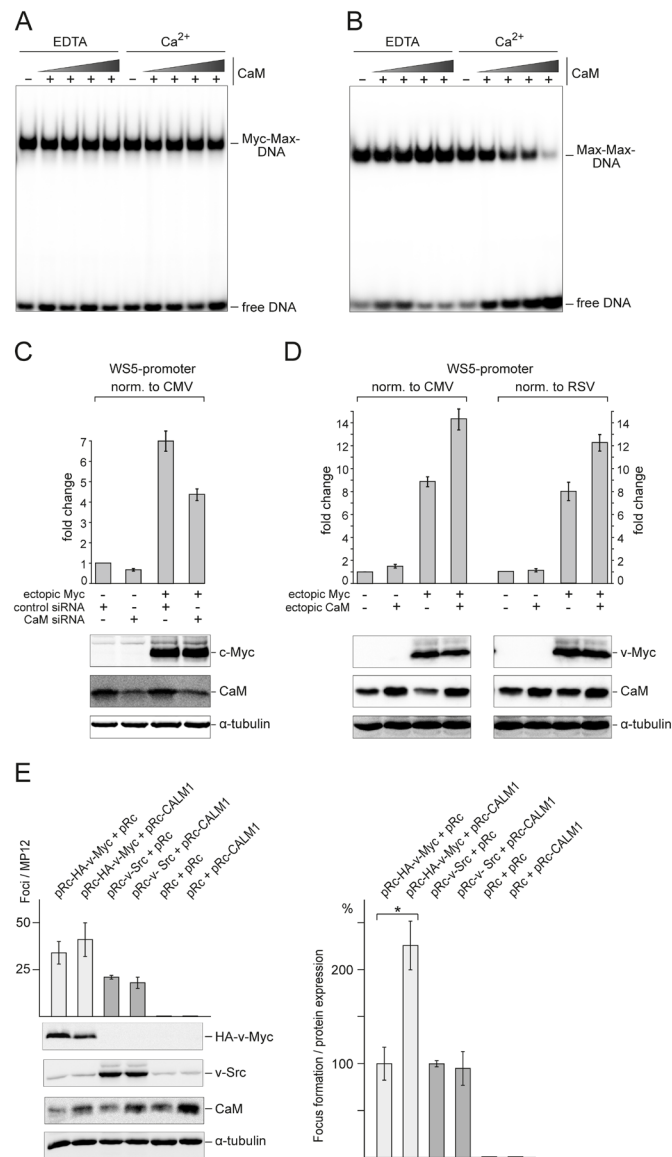 A
EDTA Ca2+
− + + + + − + + + + CaM
Myc-Max-
DNA
free DNA
B
EDTA Ca2+
− + + + + − + + + + CaM
Max-Max-
DNA
free DNA
C
WS5-promoter
norm. to CMV
fold change
7
6
5
4
3
2
1
ectopic Myc - - + +
control siRNA + - + -
CaM siRNA - + - +
c-Myc
CaM
α-tubulin
D
WS5-promoter
norm. to CMV norm. to RSV
fold change
14
12
10
8
6
4
2
1
fold change
14
12
10
8
6
4
2
1
ectopic Myc - - + + - - + +
ectopic CaM - + - + - + - +
v-Myc
CaM
α-tubulin
E
Foci / MP12
pRc-HA-v-Myc + pRc
pRc-HA-v-Myc + pRc-CALM1
pRc-v-Src + pRc
pRc-v- Src + pRc-CALM1
pRc + pRc
pRc + pRc-CALM1
50
25
HA-v-Myc
v-Src
CaM
α-tubulin
Focus formation / protein expression
%
pRc-HA-v-Myc + pRc
pRc-HA-v-Myc + pRc-CALM1
pRc-v-Src + pRc
pRc-v- Src + pRc-CALM1
pRc + pRc
pRc + pRc-CALM1
*
200
100